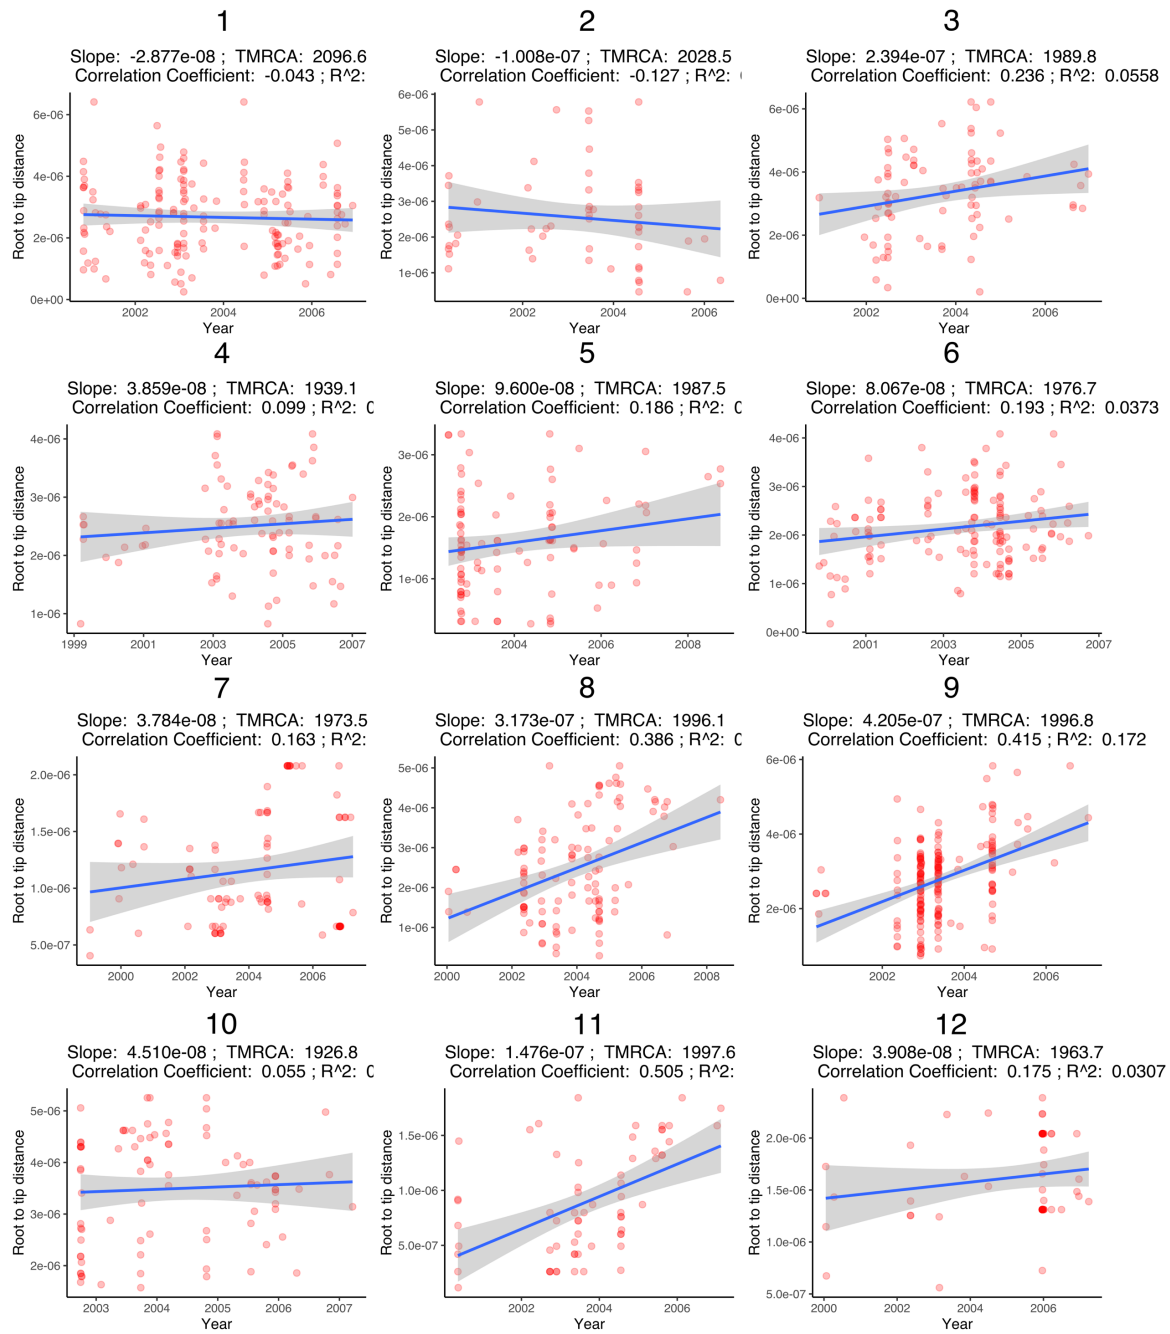 1
Slope: -2.877e-08 ; TMRCA: 2096.6
Correlation Coefficient: -0.043 ; R^2:
Root to tip distance
6e-06
4e-06
2e-06
0e+00
2002 2004 2006
Year
2
Slope: -1.008e-07 ; TMRCA: 2028.5
Correlation Coefficient: -0.127 ; R^2:
Root to tip distance
6e-06
5e-06
4e-06
3e-06
2e-06
1e-06
2002 2004 2006
Year
3
Slope: 2.394e-07 ; TMRCA: 1989.8
Correlation Coefficient: 0.236 ; R^2: 0.0558
Root to tip distance
6e-06
4e-06
2e-06
0e+00
2002 2004 2006
Year
4
Slope: 3.859e-08 ; TMRCA: 1939.1
Correlation Coefficient: 0.099 ; R^2:
Root to tip distance
4e-06
3e-06
2e-06
1e-06
1999 2001 2003 2005 2007
Year
5
Slope: 9.600e-08 ; TMRCA: 1987.5
Correlation Coefficient: 0.186 ; R^2:
Root to tip distance
3e-06
2e-06
1e-06
2004 2006 2008
Year
6
Slope: 8.067e-08 ; TMRCA: 1976.7
Correlation Coefficient: 0.193 ; R^2: 0.0373
Root to tip distance
4e-06
3e-06
2e-06
1e-06
0e+00
2001 2003 2005 2007
Year
7
Slope: 3.784e-08 ; TMRCA: 1973.5
Correlation Coefficient: 0.163 ; R^2:
Root to tip distance
2.0e-06
1.5e-06
1.0e-06
5.0e-07
2000 2002 2004 2006
Year
8
Slope: 3.173e-07 ; TMRCA: 1996.1
Correlation Coefficient: 0.386 ; R^2:
Root to tip distance
5e-06
4e-06
3e-06
2e-06
1e-06
2000 2002 2004 2006 2008
Year
9
Slope: 4.205e-07 ; TMRCA: 1996.8
Correlation Coefficient: 0.415 ; R^2: 0.172
Root to tip distance
6e-06
4e-06
2e-06
2002 2004 2006
Year
10
Slope: 4.510e-08 ; TMRCA: 1926.8
Correlation Coefficient: 0.055 ; R^2:
Root to tip distance
5e-06
4e-06
3e-06
2e-06
2003 2004 2005 2006 2007
Year
11
Slope: 1.476e-07 ; TMRCA: 1997.6
Correlation Coefficient: 0.505 ; R^2:
Root to tip distance
1.5e-06
1.0e-06
5.0e-07
2002 2004 2006
Year
12
Slope: 3.908e-08 ; TMRCA: 1963.7
Correlation Coefficient: 0.175 ; R^2: 0.0307
Root to tip distance
2.0e-06
1.5e-06
1.0e-06
5.0e-07
2000 2002 2004 2006
Year